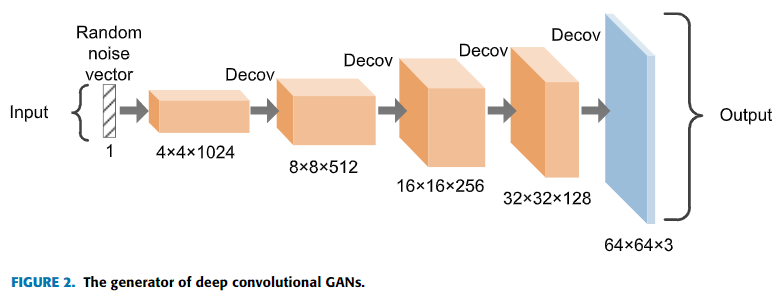 Random
noise
vector
Input
1
4×4×1024
Decov
8×8×512
Decov
16×16×256
Decov
32×32×128
Decov
64×64×3
Output
FIGURE 2. The generator of deep convolutional GANs.